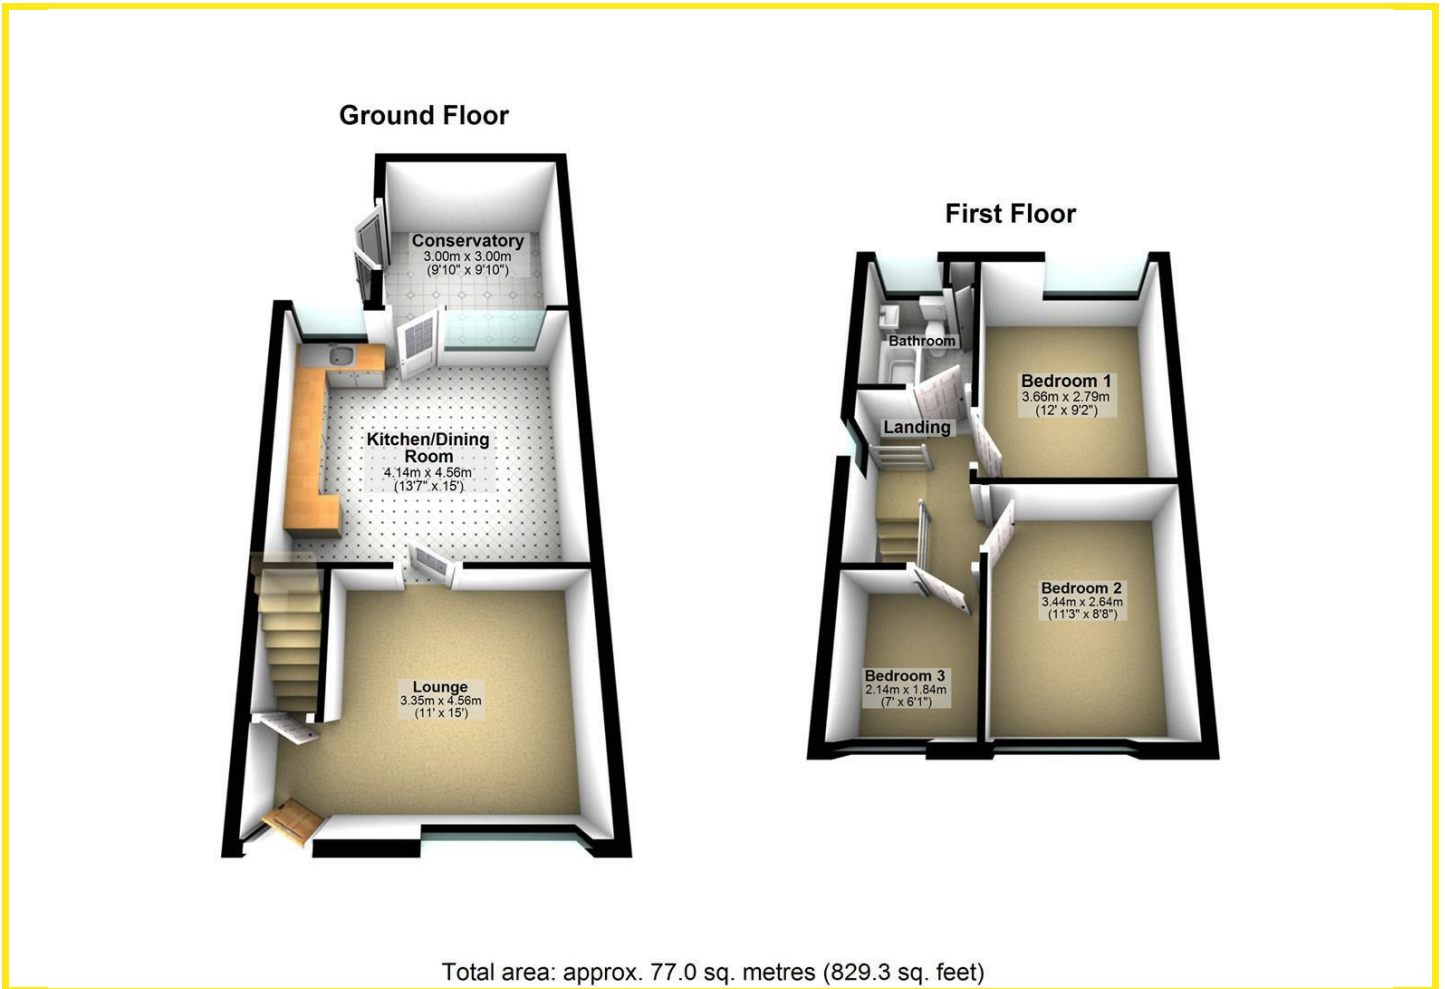 Ground Floor
Conservatory
3.00m x 3.00m
(9'10" x 9'10")
Kitchen/Dining
Room
4.14m x 4.56m
(13'7" x 15')
Lounge
3.35m x 4.56m
(11' x 15')
First Floor
Bathroom
Landing
Bedroom 1
3.66m x 2.79m
(12' x 9'2")
Bedroom 2
3.44m x 2.64m
(11'3" x 8'8")
Bedroom 3
2.14m x 1.84m
(7' x 6'1")
Total area: approx. 77.0 sq. metres (829.3 sq. feet)